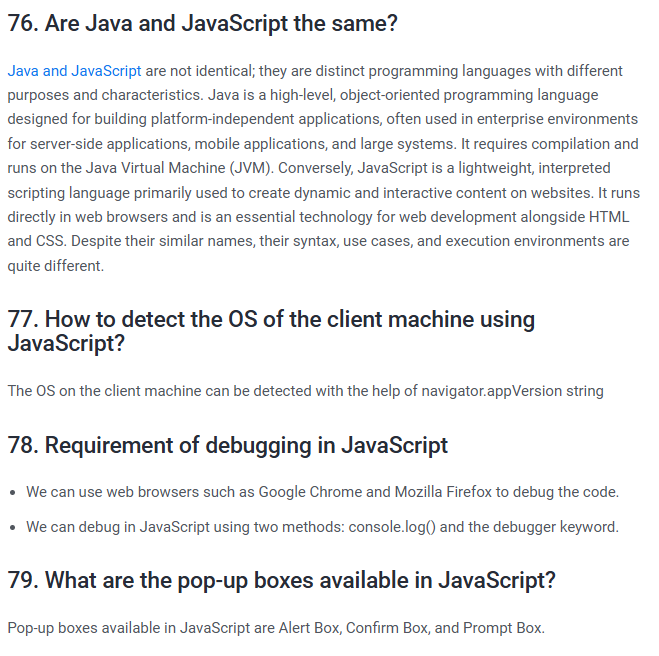 76. Are Java and JavaScript the same?
Java and JavaScript are not identical; they are distinct programming languages with different
purposes and characteristics. Java is a high-level, object-oriented programming language
designed for building platform-independent applications, often used in enterprise environments
for server-side applications, mobile applications, and large systems. It requires compilation and
runs on the Java Virtual Machine (JVM). Conversely, JavaScript is a lightweight, interpreted
scripting language primarily used to create dynamic and interactive content on websites. It runs
directly in web browsers and is an essential technology for web development alongside HTML
and CSS. Despite their similar names, their syntax, use cases, and execution environments are
quite different.
77. How to detect the OS of the client machine using
JavaScript?
The OS on the client machine can be detected with the help of navigator.appVersion string
78. Requirement of debugging in JavaScript
• We can use web browsers such as Google Chrome and Mozilla Firefox to debug the code.
• We can debug in JavaScript using two methods: console.log() and the debugger keyword.
79. What are the pop-up boxes available in JavaScript?
Pop-up boxes available in JavaScript are Alert Box, Confirm Box, and Prompt Box.